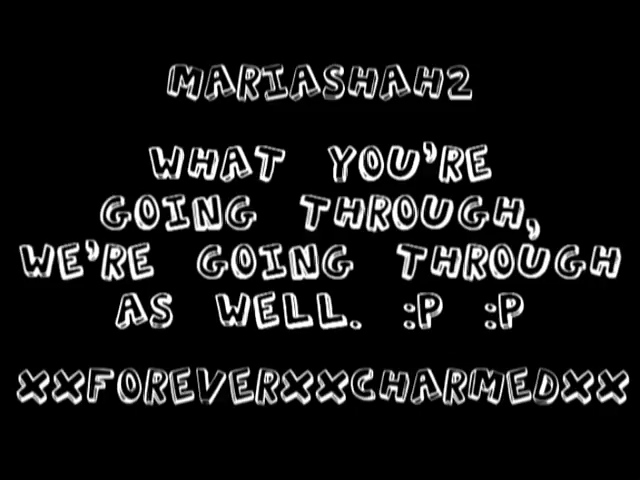 MARIASHAH2
WHAT YOU'RE
GOING THROUGH,
WE'RE GOING THROUGH
AS WELL. :P :P
XXFOREVERXXCHARMEDXX